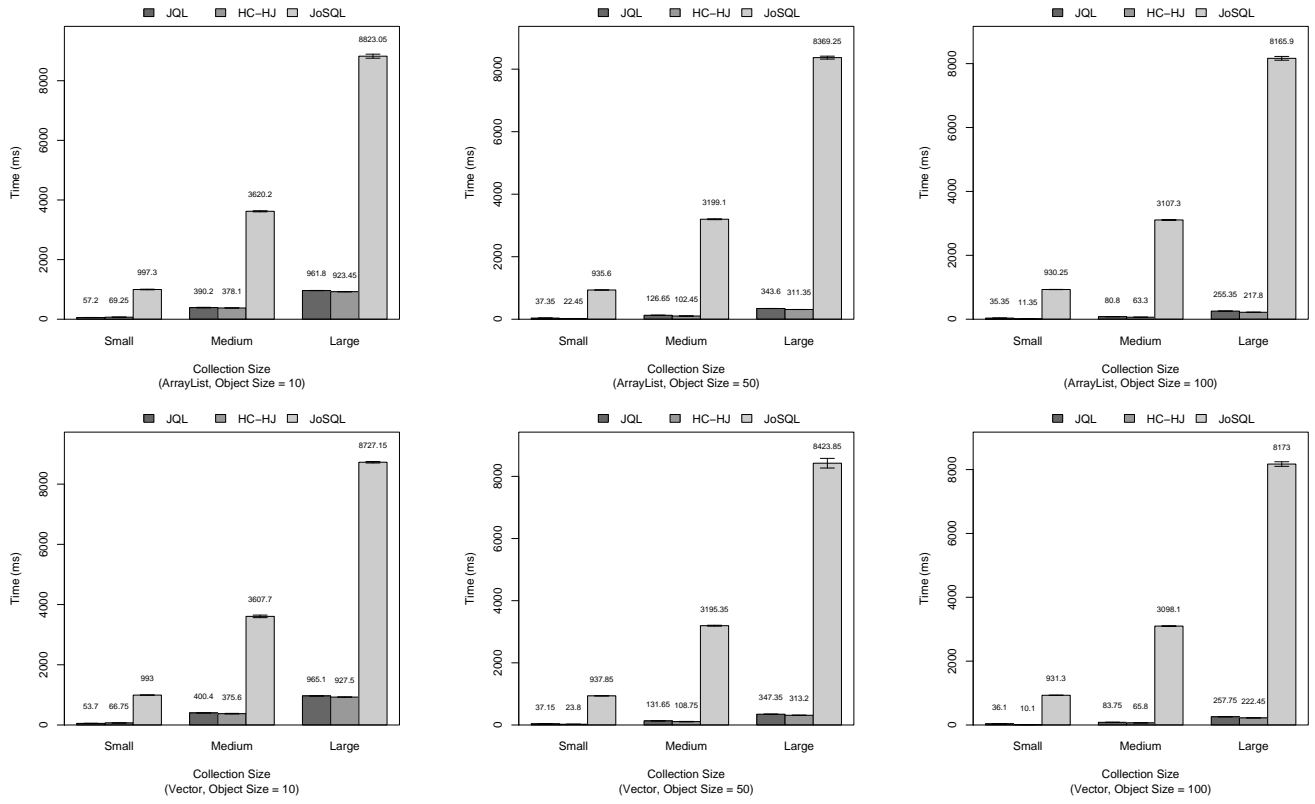 JQL HC−HJ JoSQL
8823.05
3620.2
997.3
961.8 923.45
390.2 378.1
57.2 69.25
Time (ms)
0 2000 4000 6000 8000
Small Medium Large
Collection Size
(ArrayList, Object Size = 10)
JQL HC−HJ JoSQL
8369.25
3199.1
935.6
343.6 311.35
126.65 102.45
37.35 22.45
Time (ms)
0 2000 4000 6000 8000
Small Medium Large
Collection Size
(ArrayList, Object Size = 50)
JQL HC−HJ JoSQL
8165.9
3107.3
930.25
255.35 217.8
80.8 63.3
35.35 11.35
Time (ms)
0 2000 4000 6000 8000
Small Medium Large
Collection Size
(ArrayList, Object Size = 100)
JQL HC−HJ JoSQL
8727.15
3607.7
993
965.1 927.5
400.4 375.6
53.7 66.75
Time (ms)
0 2000 4000 6000 8000
Small Medium Large
Collection Size
(Vector, Object Size = 10)
JQL HC−HJ JoSQL
8423.85
3195.35
937.85
347.35 313.2
131.65 108.75
37.15 23.8
Time (ms)
0 2000 4000 6000 8000
Small Medium Large
Collection Size
(Vector, Object Size = 50)
JQL HC−HJ JoSQL
8173
3098.1
931.3
257.75 222.45
83.75 65.8
36.1 10.1
Time (ms)
0 2000 4000 6000 8000
Small Medium Large
Collection Size
(Vector, Object Size = 100)